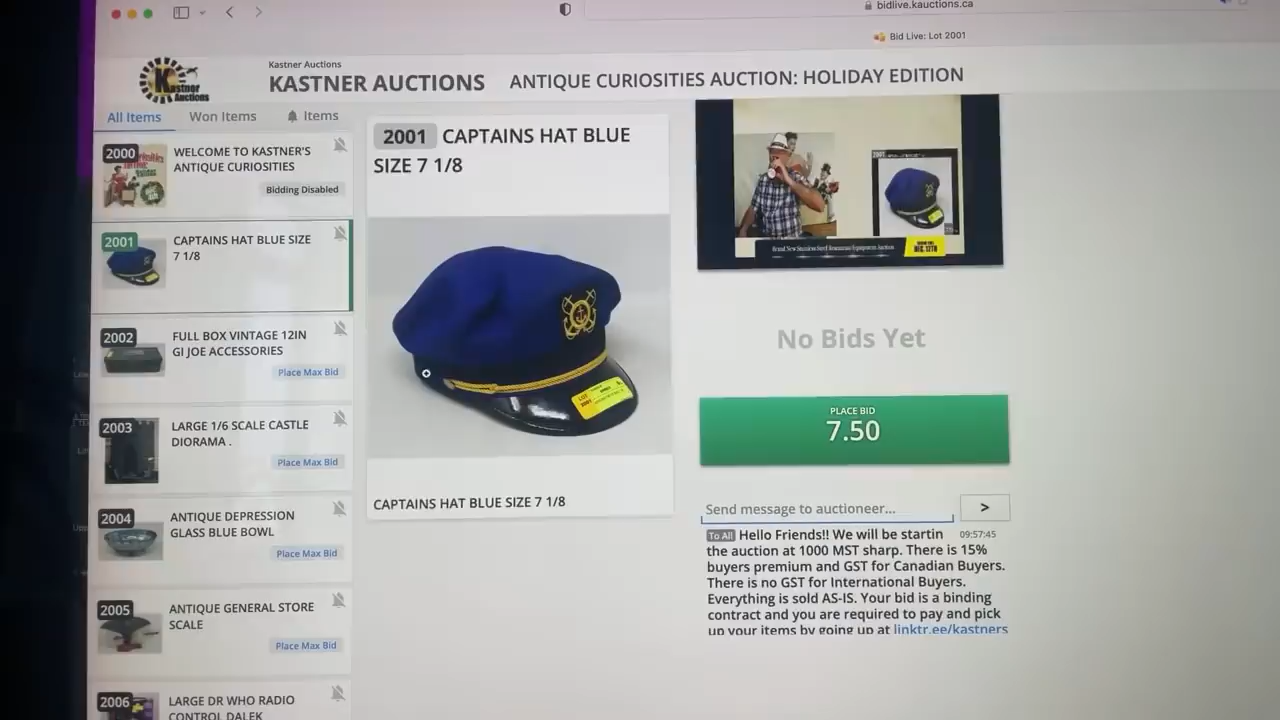 bidlive.kauctions.ca
Bid Live: Lot 2001
Kastner
Auctions
Kastner Auctions
KASTNER AUCTIONS
ANTIQUE CURIOSITIES AUCTION: HOLIDAY EDITION
All Items
Won Items
Items
2000
WELCOME TO KASTNER'S
ANTIQUE CURIOSITIES
Bidding Disabled
2001
CAPTAINS HAT BLUE SIZE
7 1/8
2002
FULL BOX VINTAGE 12IN
GI JOE ACCESSORIES
Place Max Bid
2003
LARGE 1/6 SCALE CASTLE
DIORAMA .
Place Max Bid
2004
ANTIQUE DEPRESSION
GLASS BLUE BOWL
Place Max Bid
2005
ANTIQUE GENERAL STORE
SCALE
Place Max Bid
2006
LARGE DR WHO RADIO
CONTROL DALEK
2001 CAPTAINS HAT BLUE
SIZE 7 1/8
LOT
CAPTAINS HAT BLUE SIZE 7 1/8
2001
DEC. 12TH
No Bids Yet
PLACE BID
7.50
Send message to auctioneer...
>
To All Hello Friends!! We will be startin 09:57:45
the auction at 1000 MST sharp. There is 15%
buyers premium and GST for Canadian Buyers.
There is no GST for International Buyers.
Everything is sold AS-IS. Your bid is a binding
contract and you are required to pay and pick
up your items by going up at linktr.ee/kastners